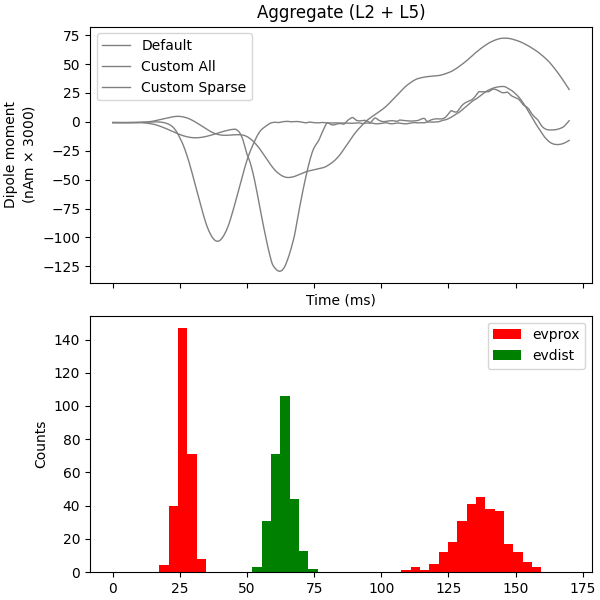 Aggregate (L2 + L5)
Dipole moment
(nAm × 3000)
75
50
25
0
−25
−50
−75
−100
−125
Default
Custom All
Custom Sparse
Time (ms)
Counts
140
120
100
80
60
40
20
0
evprox
evdist
0 25 50 75 100 125 150 175